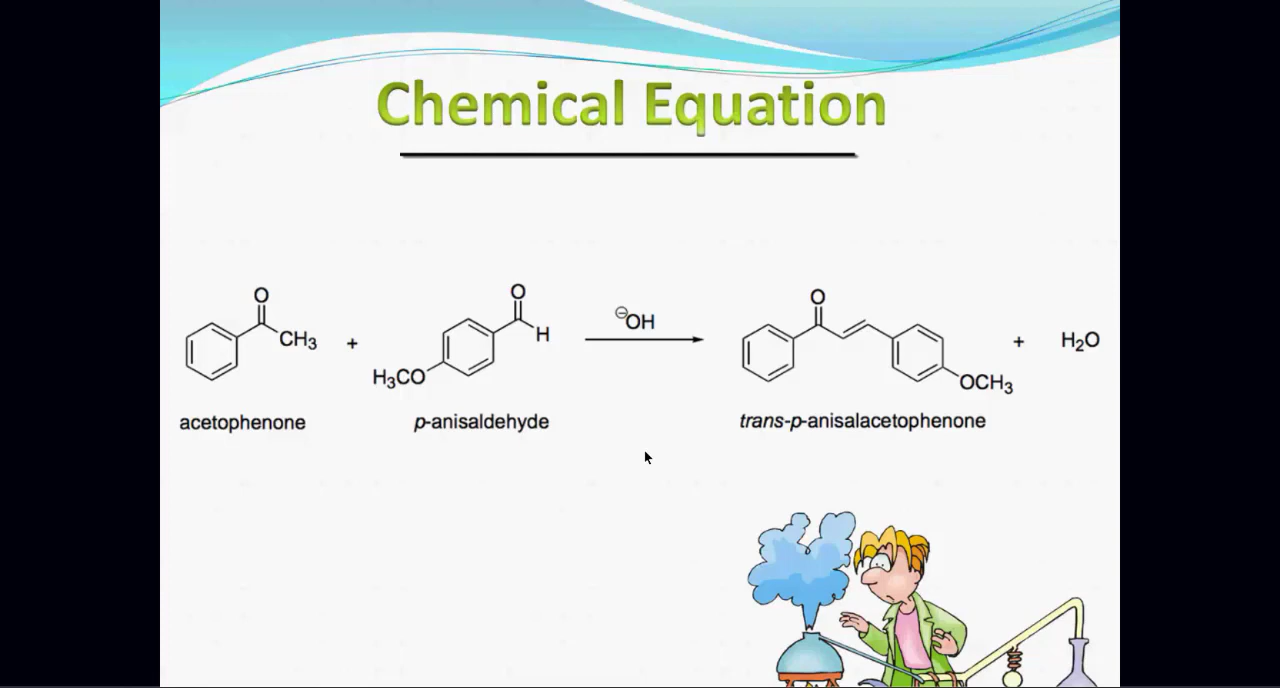 Chemical Equation
O
CH₃
+
O
H
H₃CO
⊖OH
O
OCH₃
+
H₂O
acetophenone
p-anisaldehyde
trans-p-anisalacetophenone